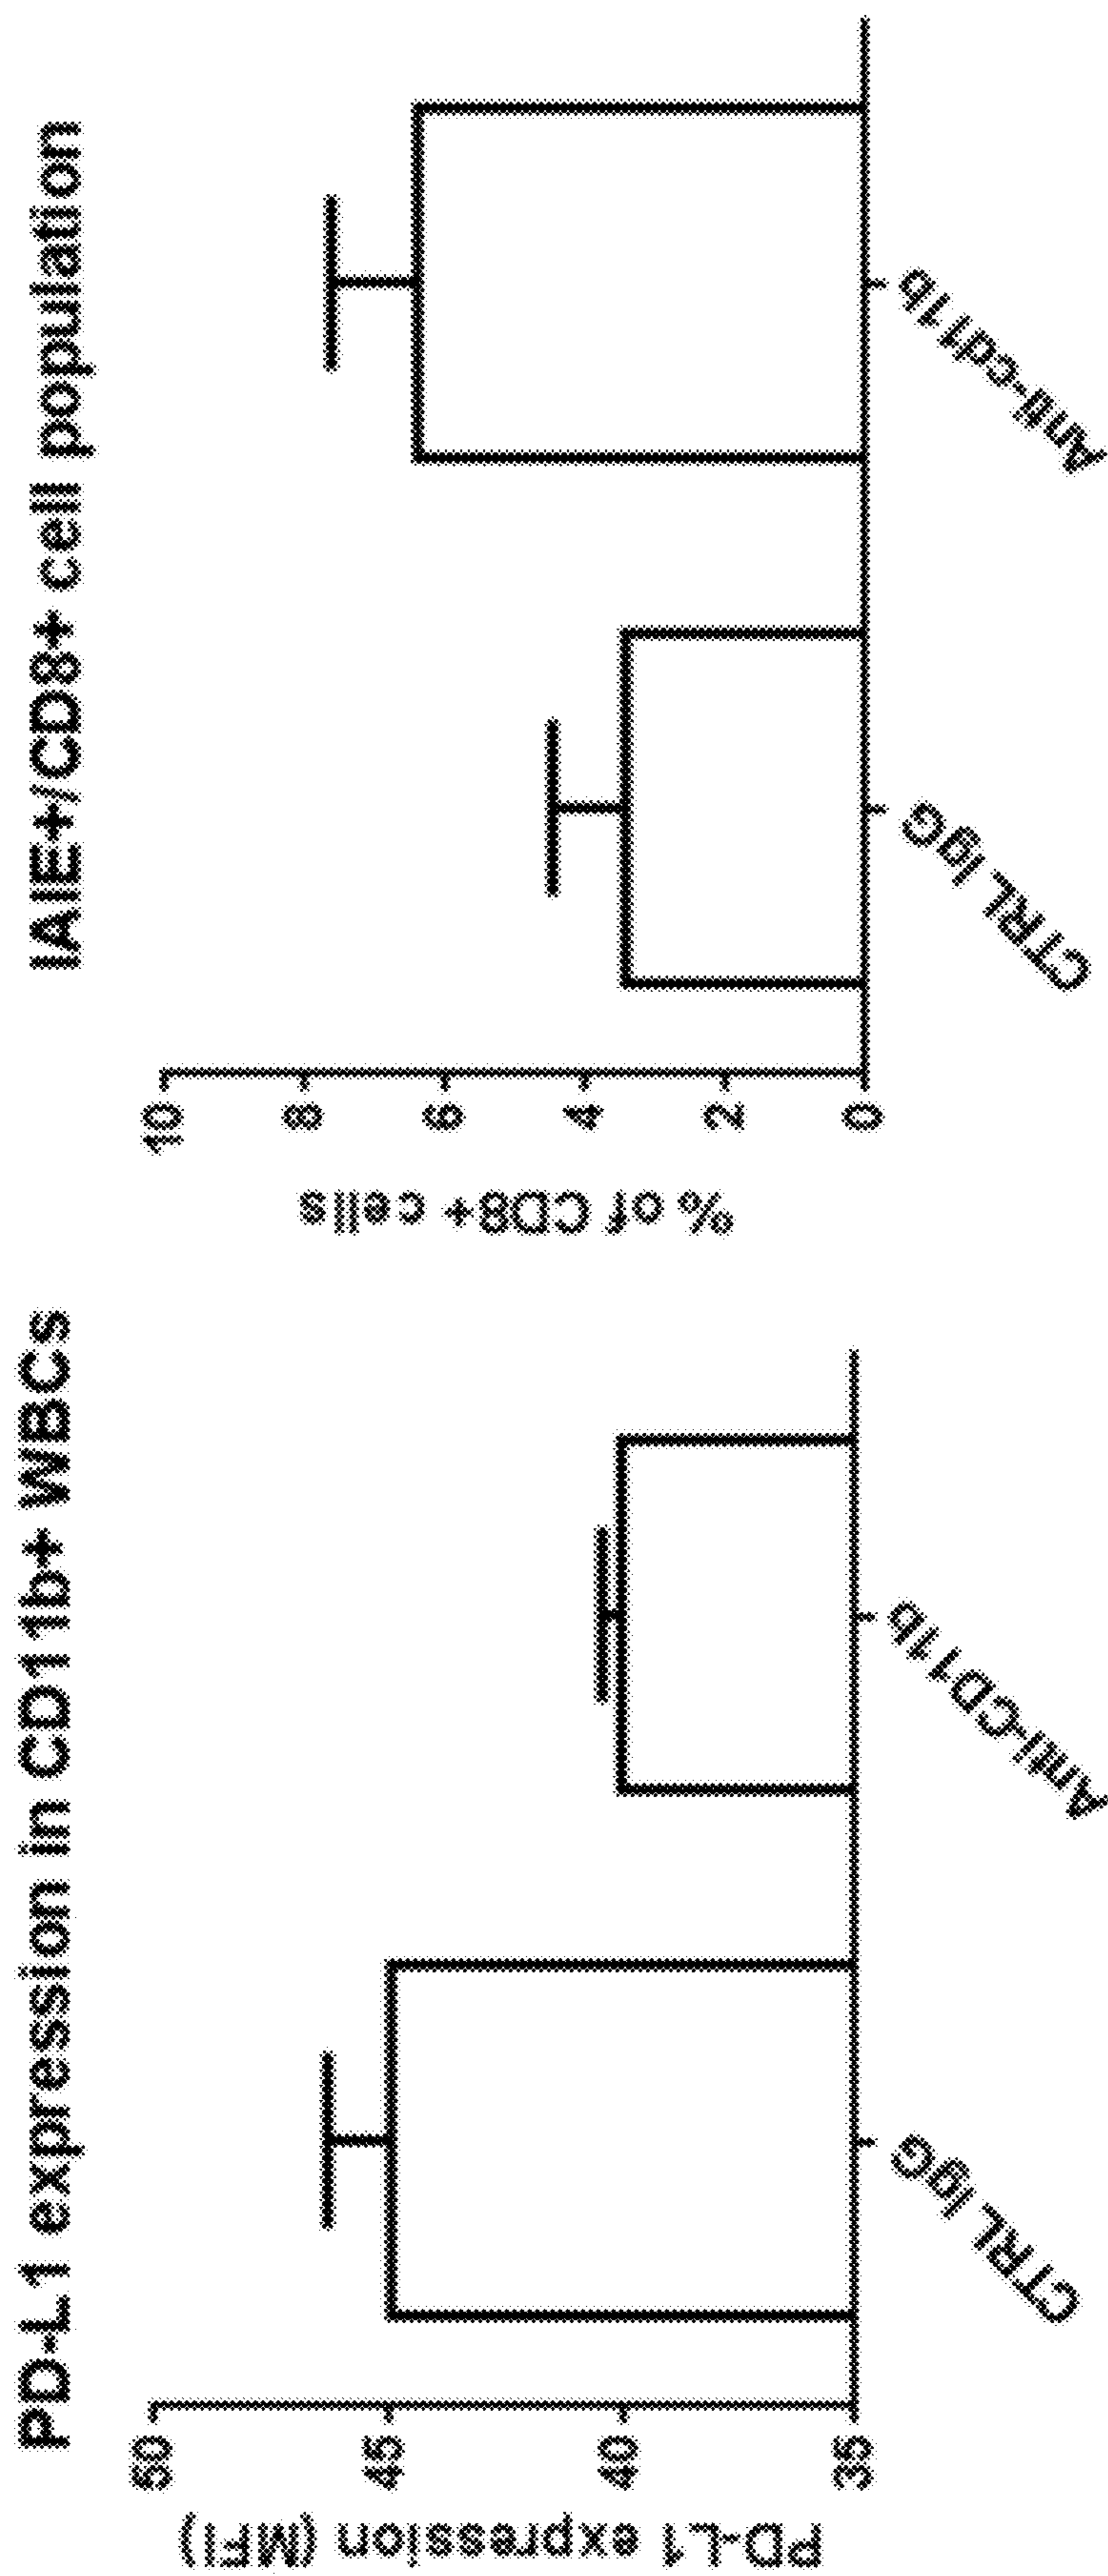 PD-L1 expression in CD11b+ WBCs
PD-L1 expression (MFI)
50
45
40
35
CTRL IgG
Anti-CD11b
IAIE+/CD8+ cell population
% of CD8+ cells
10
8
6
4
2
0
CTRL IgG
Anti-cd11b